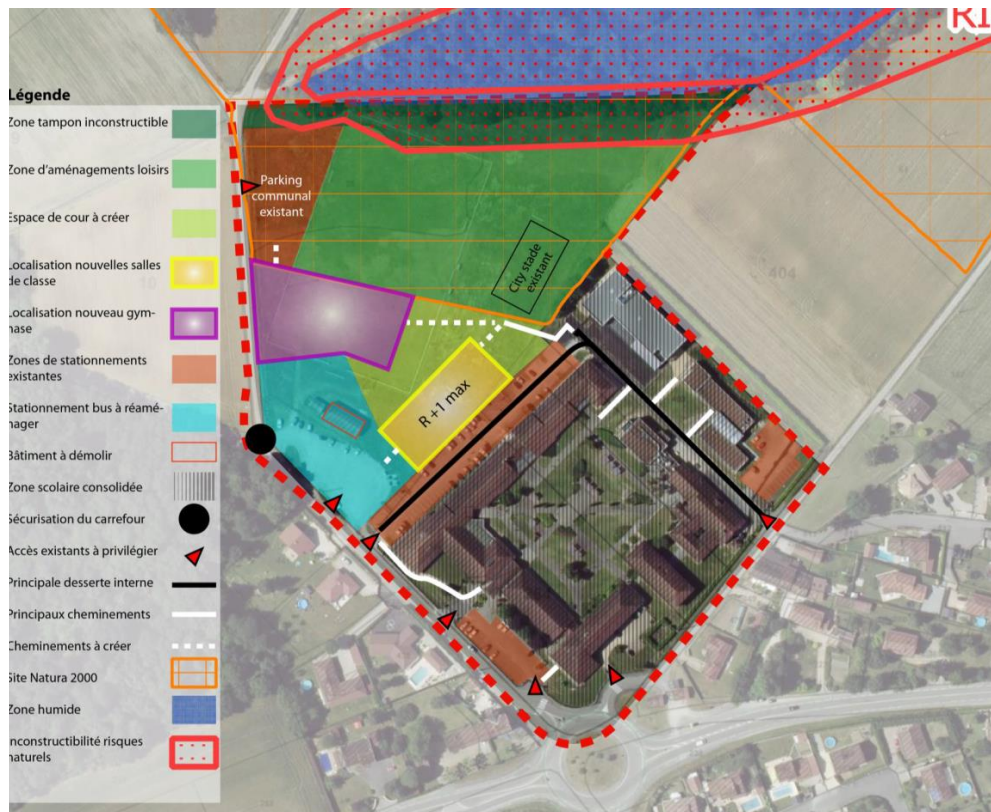 R1
Légende
Zone tampon inconstructible
Zone d'aménagements loisirs
Espace de cour à créer
Localisation nouvelles salles
de classe
Localisation nouveau gym-
nase
Zones de stationnements
existantes
Stationnement bus à réamé-
nager
Bâtiment à démolir
Zone scolaire consolidée
Sécurisation du carrefour
Accès existants à privilégier
Principale desserte interne
Principaux cheminements
Cheminements à créer
Site Natura 2000
Zone humide
Inconstructibilité risques
naturels
Parking
communal
existant
City stade
existant
R +1 max
404